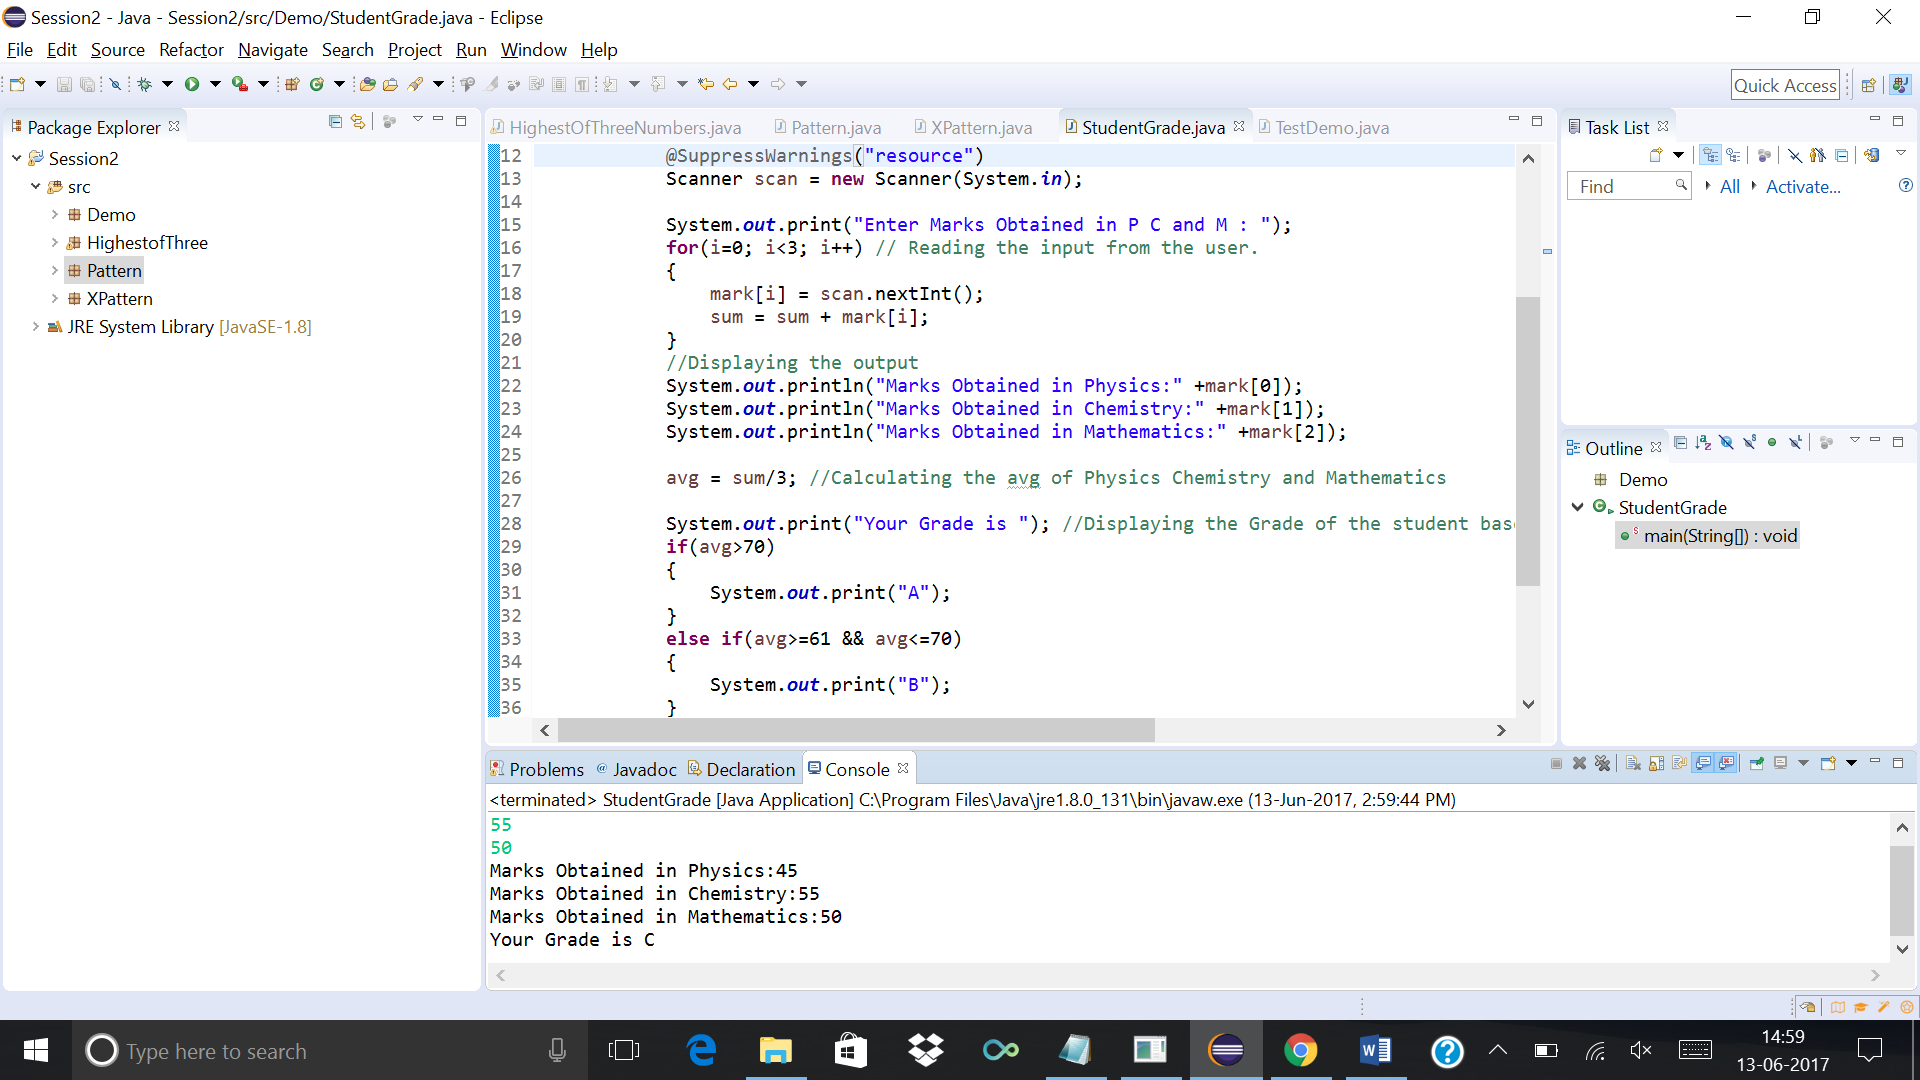 Session2 - Java - Session2/src/Demo/StudentGrade.java - Eclipse
File Edit Source Refactor Navigate Search Project Run Window Help
Quick Access
Package Explorer
Session2
src
Demo
HighestofThree
Pattern
XPattern
JRE System Library [JavaSE-1.8]
HighestOfThreeNumbers.java Pattern.java XPattern.java StudentGrade.java TestDemo.java
12 @SuppressWarnings("resource")
13 Scanner scan = new Scanner(System.in);
14
15 System.out.print("Enter Marks Obtained in P C and M : ");
16 for(i=0; i<3; i++) // Reading the input from the user.
17 {
18 mark[i] = scan.nextInt();
19 sum = sum + mark[i];
20 }
21 //Displaying the output
22 System.out.println("Marks Obtained in Physics:" +mark[0]);
23 System.out.println("Marks Obtained in Chemistry:" +mark[1]);
24 System.out.println("Marks Obtained in Mathematics:" +mark[2]);
25
26 avg = sum/3; //Calculating the avg of Physics Chemistry and Mathematics
27
28 System.out.print("Your Grade is "); //Displaying the Grade of the student bas
29 if(avg>70)
30 {
31 System.out.print("A");
32 }
33 else if(avg>=61 && avg<=70)
34 {
35 System.out.print("B");
36 }
Task List
Find All Activate...
Outline
Demo
StudentGrade
main(String[]) : void
Problems @ Javadoc Declaration Console
<terminated> StudentGrade [Java Application] C:\Program Files\Java\jre1.8.0_131\bin\javaw.exe (13-Jun-2017, 2:59:44 PM)
55
50
Marks Obtained in Physics:45
Marks Obtained in Chemistry:55
Marks Obtained in Mathematics:50
Your Grade is C
Type here to search
14:59
13-06-2017